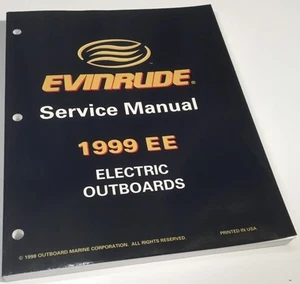 EVINRUDE®
Service Manual
1999 EE
ELECTRIC
OUTBOARDS
© 1998 OUTBOARD MARINE CORPORATION. ALL RIGHTS RESERVED.
PRINTED IN USA